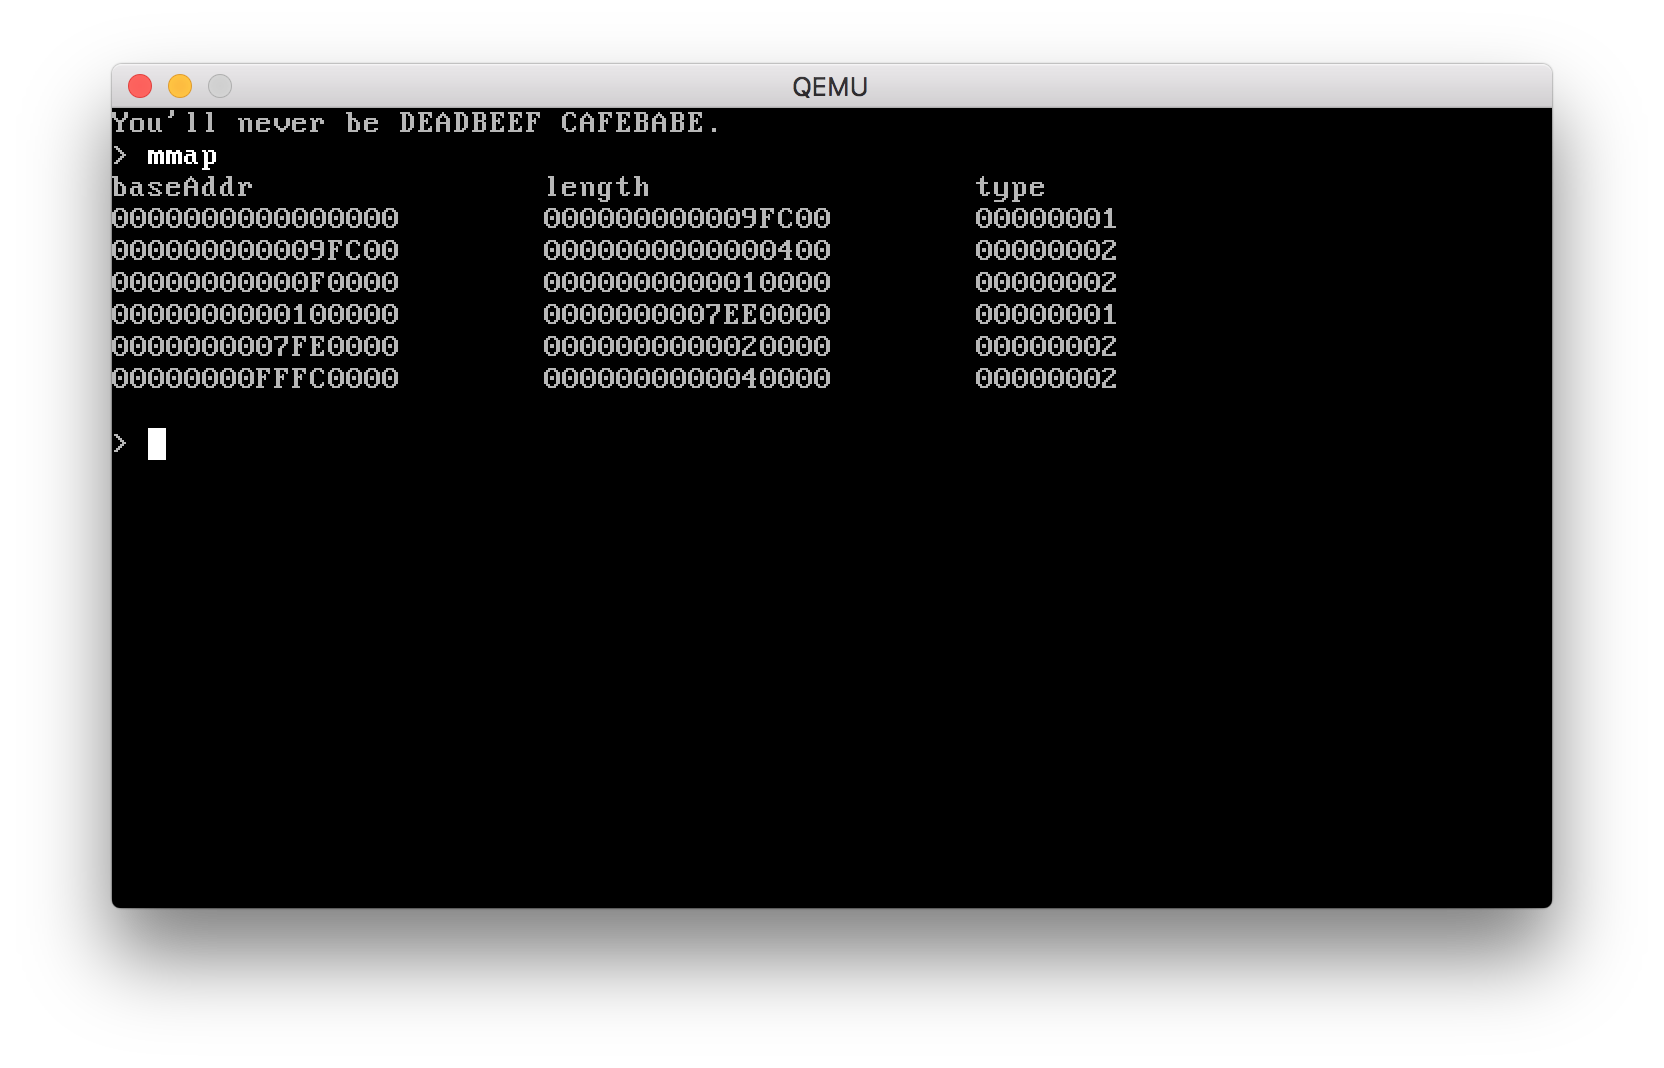 QEMU
You'll never be DEADBEEF CAFEBABE.
> mmap
baseAddr length type
0000000000000000 000000000009FC00 00000001
000000000009FC00 0000000000000400 00000002
00000000000F0000 0000000000010000 00000002
0000000000100000 0000000007EE0000 00000001
0000000007FE0000 0000000000020000 00000002
00000000FFFC0000 0000000000040000 00000002
>